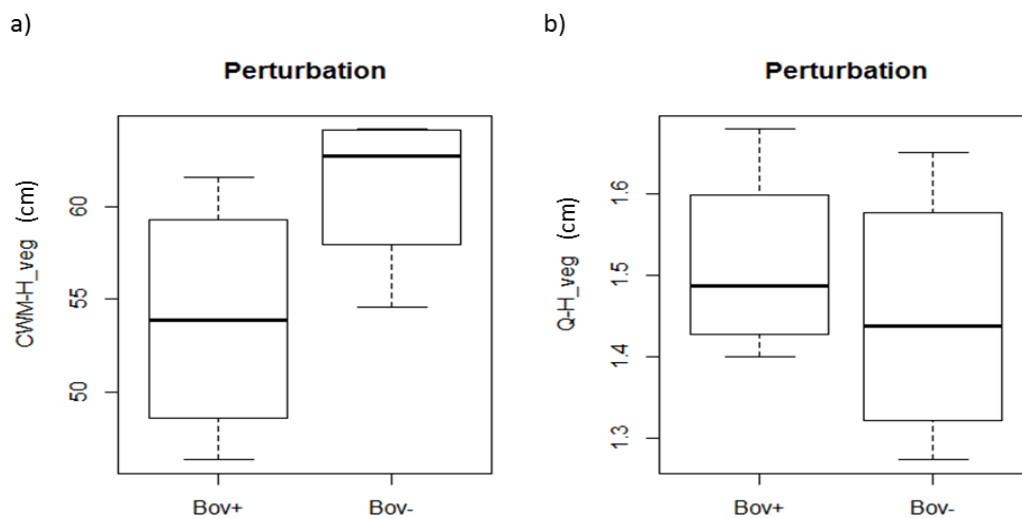 a)
Perturbation
CWM-H_veg (cm)
60
55
50
Bov+ Bov-
b)
Perturbation
Q-H_veg (cm)
1.6
1.5
1.4
1.3
Bov+ Bov-